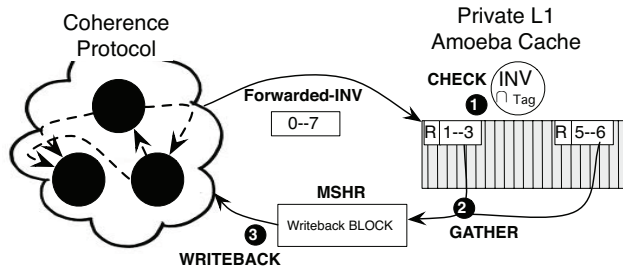 Coherence
Protocol
Private L1
Amoeba Cache
CHECK
1
INV
∩ Tag
Forwarded-INV
0--7
R 1--3
R 5--6
MSHR
Writeback BLOCK
2
GATHER
3
WRITEBACK